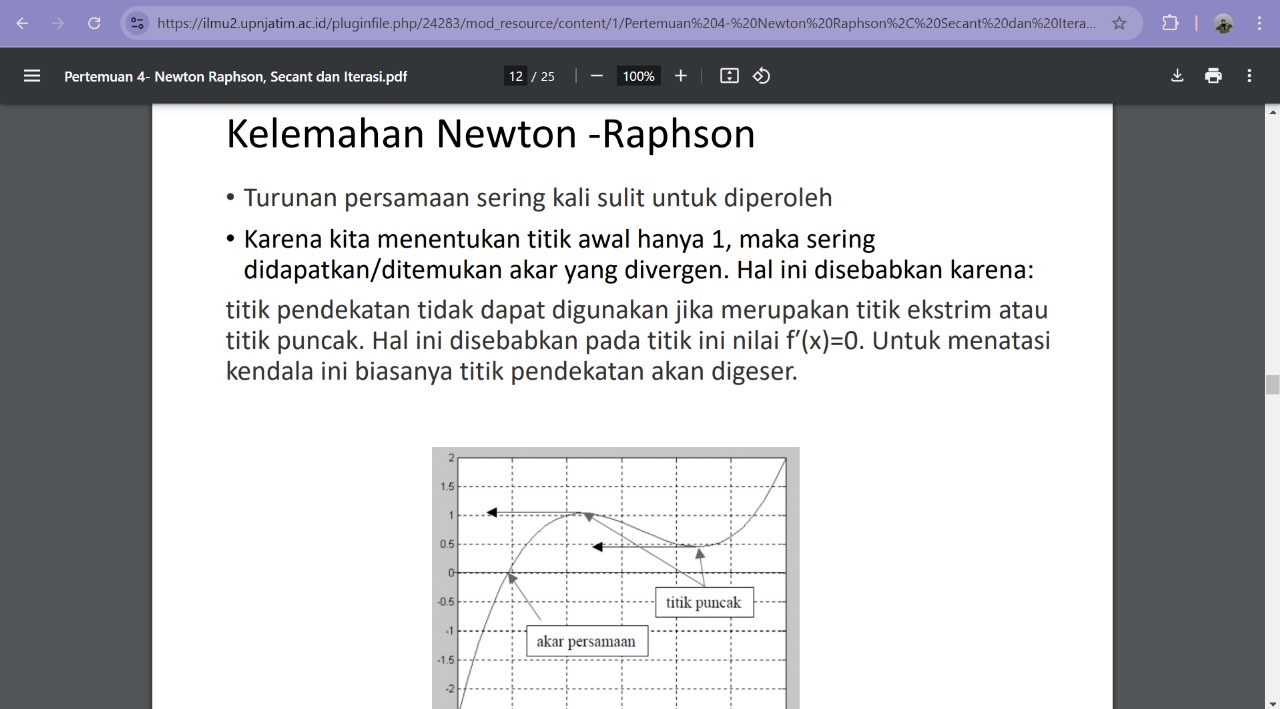 https://ilmu2.upnjatim.ac.id/pluginfile.php/24283/mod_resource/content/1/Pertemuan%204-%20Newton%20Raphson%2C%20Secant%20dan%20Itera...
Pertemuan 4- Newton Raphson, Secant dan Iterasi.pdf
12 / 25
100%
Kelemahan Newton -Raphson
• Turunan persamaan sering kali sulit untuk diperoleh
• Karena kita menentukan titik awal hanya 1, maka sering
didapatkan/ditemukan akar yang divergen. Hal ini disebabkan karena:
titik pendekatan tidak dapat digunakan jika merupakan titik ekstrim atau
titik puncak. Hal ini disebabkan pada titik ini nilai f’(x)=0. Untuk menatasi
kendala ini biasanya titik pendekatan akan digeser.
2
1.5
1
0.5
0
-0.5
titik puncak
-1
akar persamaan
-1.5
-2